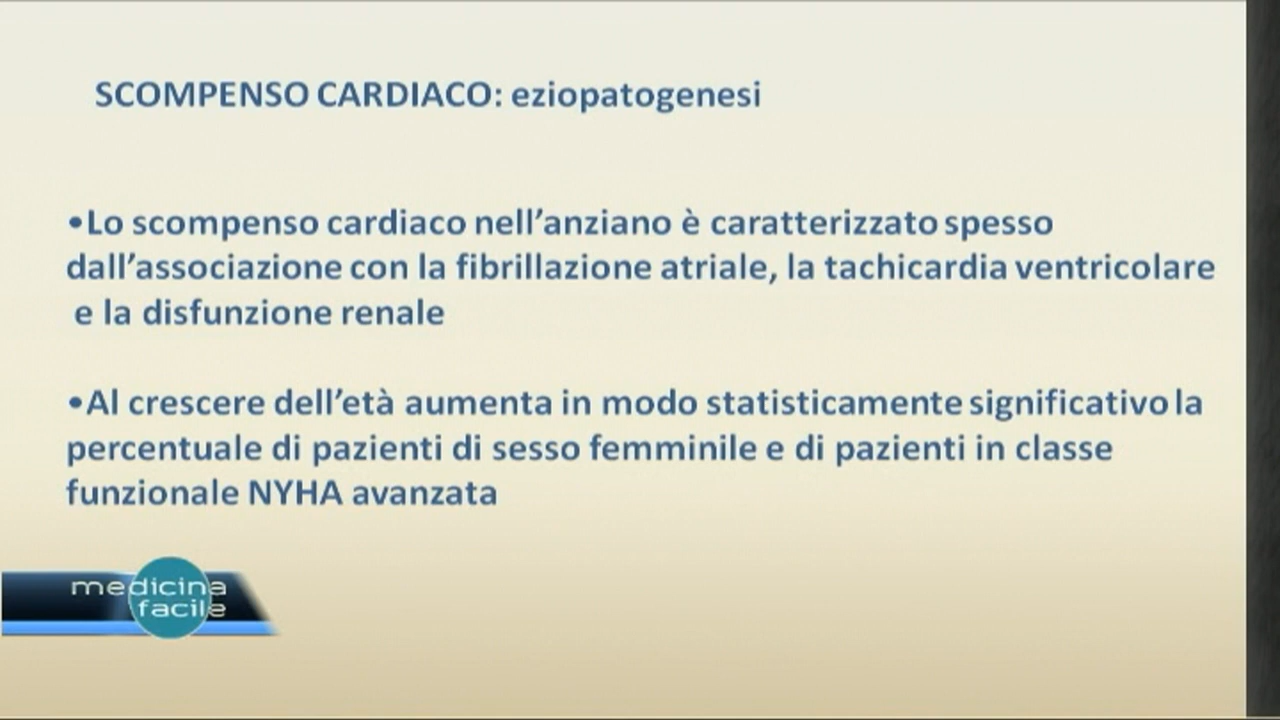 SCOMPENSO CARDIACO: eziopatogenesi
•Lo scompenso cardiaco nell’anziano è caratterizzato spesso
dall’associazione con la fibrillazione atriale, la tachicardia ventricolare
e la disfunzione renale
•Al crescere dell’età aumenta in modo statisticamente significativo la
percentuale di pazienti di sesso femminile e di pazienti in classe
funzionale NYHA avanzata
medicina
facile